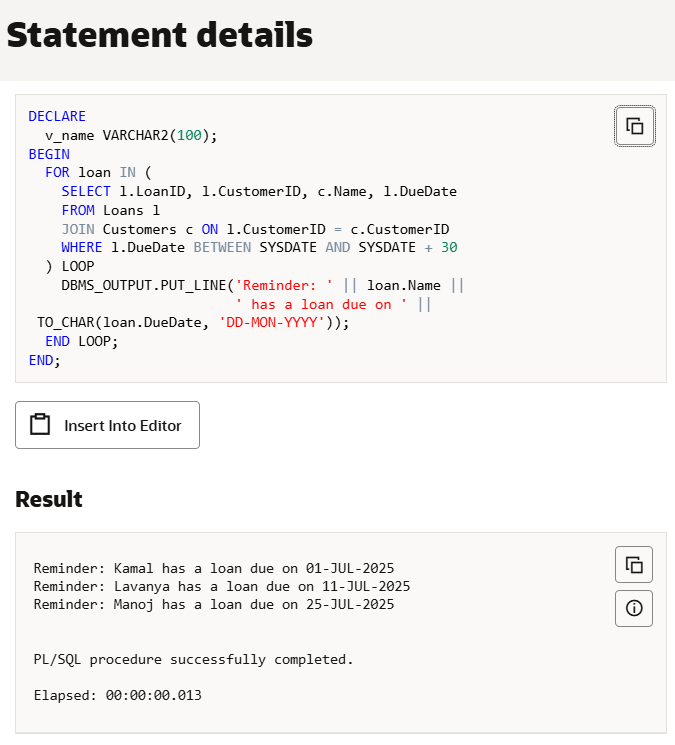 Statement details
DECLARE
  v_name VARCHAR2(100);
BEGIN
  FOR loan IN (
    SELECT l.LoanID, l.CustomerID, c.Name, l.DueDate
    FROM Loans l
    JOIN Customers c ON l.CustomerID = c.CustomerID
    WHERE l.DueDate BETWEEN SYSDATE AND SYSDATE + 30
  ) LOOP
    DBMS_OUTPUT.PUT_LINE('Reminder: ' || loan.Name ||
                         ' has a loan due on ' ||
 TO_CHAR(loan.DueDate, 'DD-MON-YYYY'));
  END LOOP;
END;
Insert Into Editor
Result
Reminder: Kamal has a loan due on 01-JUL-2025
Reminder: Lavanya has a loan due on 11-JUL-2025
Reminder: Manoj has a loan due on 25-JUL-2025
PL/SQL procedure successfully completed.
Elapsed: 00:00:00.013